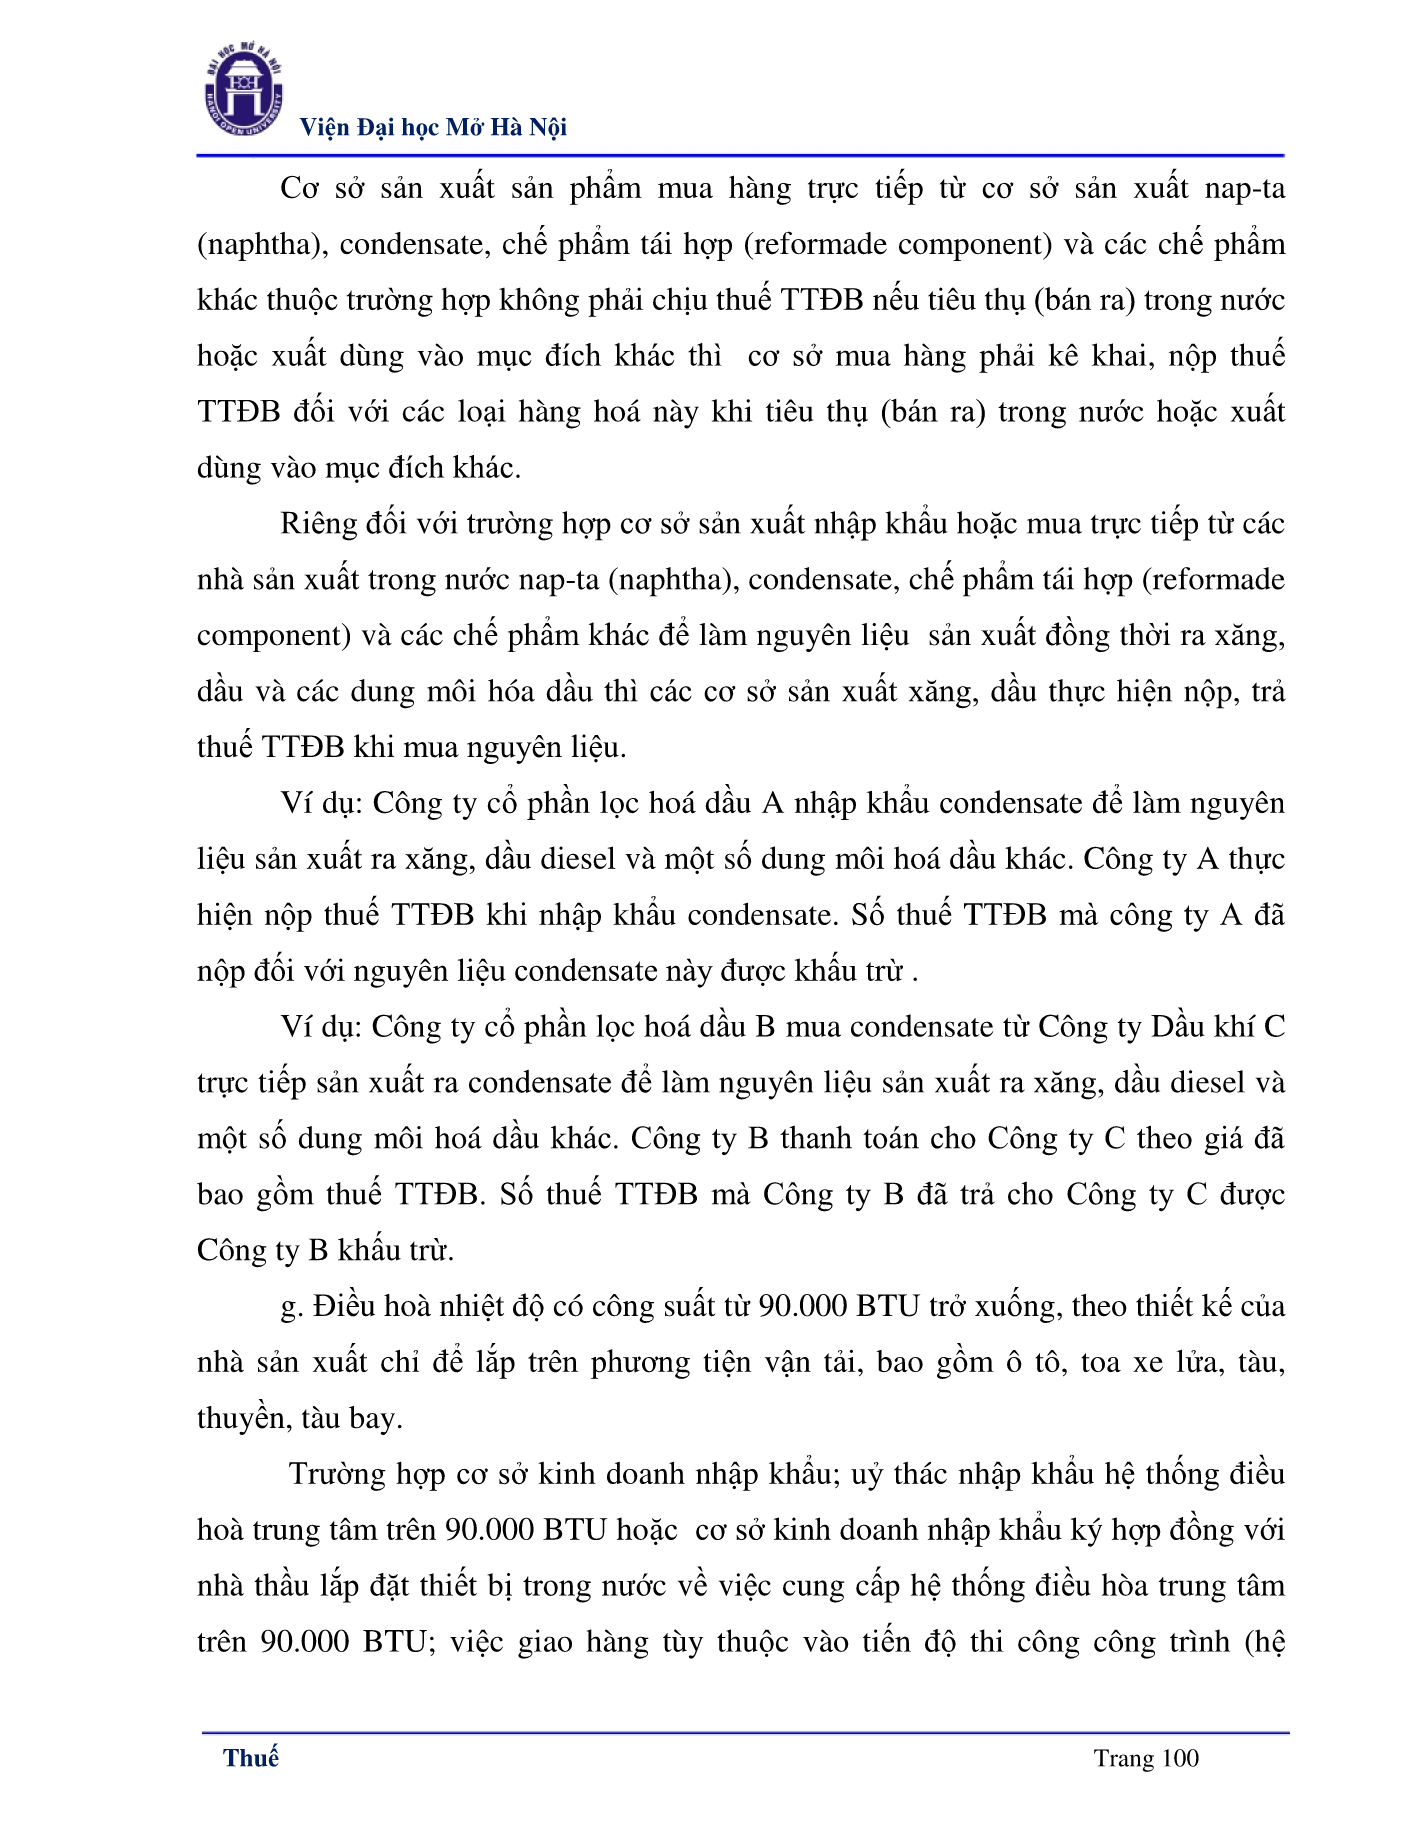 ĐẠI HỌC MỞ HÀ NỘI
HANOI OPEN UNIVERSITY
Viện Đại học Mở Hà Nội
Cơ sở sản xuất sản phẩm mua hàng trực tiếp từ cơ sở sản xuất nap-ta
(naphtha), condensate, chế phẩm tái hợp (reformade component) và các chế phẩm
khác thuộc trường hợp không phải chịu thuế TTĐB nếu tiêu thụ (bán ra) trong nước
hoặc xuất dùng vào mục đích khác thì cơ sở mua hàng phải kê khai, nộp thuế
TTĐB đối với các loại hàng hoá này khi tiêu thụ (bán ra) trong nước hoặc xuất
dùng vào mục đích khác.
Riêng đối với trường hợp cơ sở sản xuất nhập khẩu hoặc mua trực tiếp từ các
nhà sản xuất trong nước nap-ta (naphtha), condensate, chế phẩm tái hợp (reformade
component) và các chế phẩm khác để làm nguyên liệu sản xuất đồng thời ra xăng,
dầu và các dung môi hóa dầu thì các cơ sở sản xuất xăng, dầu thực hiện nộp, trả
thuế TTĐB khi mua nguyên liệu.
Ví dụ: Công ty cổ phần lọc hoá dầu A nhập khẩu condensate để làm nguyên
liệu sản xuất ra xăng, dầu diesel và một số dung môi hoá dầu khác. Công ty A thực
hiện nộp thuế TTĐB khi nhập khẩu condensate. Số thuế TTĐB mà công ty A đã
nộp đối với nguyên liệu condensate này được khấu trừ .
Ví dụ: Công ty cổ phần lọc hoá dầu B mua condensate từ Công ty Dầu khí C
trực tiếp sản xuất ra condensate để làm nguyên liệu sản xuất ra xăng, dầu diesel và
một số dung môi hoá dầu khác. Công ty B thanh toán cho Công ty C theo giá đã
bao gồm thuế TTĐB. Số thuế TTĐB mà Công ty B đã trả cho Công ty C được
Công ty B khấu trừ.
g. Điều hoà nhiệt độ có công suất từ 90.000 BTU trở xuống, theo thiết kế của
nhà sản xuất chỉ để lắp trên phương tiện vận tải, bao gồm ô tô, toa xe lửa, tàu,
thuyền, tàu bay.
Trường hợp cơ sở kinh doanh nhập khẩu; uỷ thác nhập khẩu hệ thống điều
hoà trung tâm trên 90.000 BTU hoặc cơ sở kinh doanh nhập khẩu ký hợp đồng với
nhà thầu lắp đặt thiết bị trong nước về việc cung cấp hệ thống điều hòa trung tâm
trên 90.000 BTU; việc giao hàng tùy thuộc vào tiến độ thi công công trình (hệ
Thuế
Trang 100